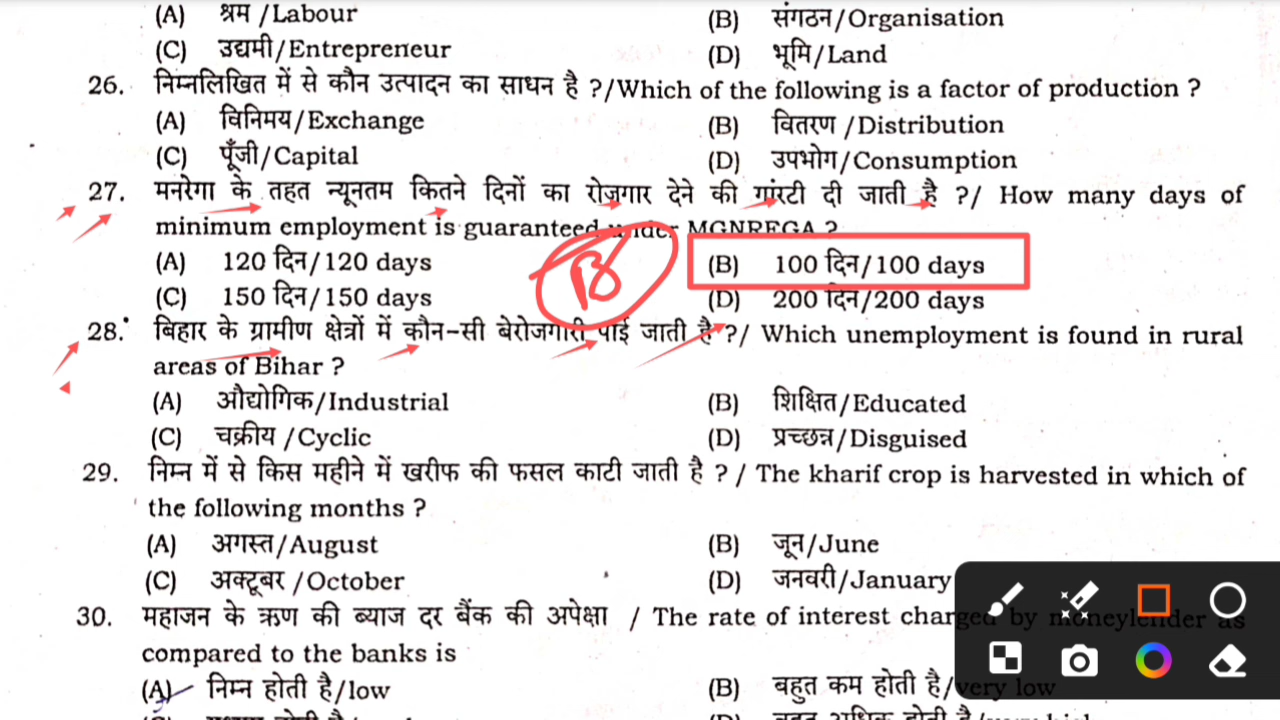 (A) श्रम /Labour (B) संगठन/Organisation
(C) उद्यमी/Entrepreneur (D) भूमि/Land
26. निम्नलिखित में से कौन उत्पादन का साधन है ?/Which of the following is a factor of production ?
(A) विनिमय/Exchange (B) वितरण /Distribution
(C) पूँजी/Capital (D) उपभोग/Consumption
27. मनरेगा के तहत न्यूनतम कितने दिनों का रोज़गार देने की गांरटी दी जाती है ?/ How many days of
minimum employment is guaranteed under MGNREGA ?
(A) 120 दिन/120 days (B) 100 दिन/100 days
B
(C) 150 दिन/150 days (D) 200 दिन/200 days
28. बिहार के ग्रामीण क्षेत्रों में कौन-सी बेरोजगारी पाई जाती है ?/ Which unemployment is found in rural
areas of Bihar ?
(A) औद्योगिक/Industrial (B) शिक्षित/Educated
(C) चक्रीय /Cyclic (D) प्रच्छन्न/Disguised
29. निम्न में से किस महीने में खरीफ की फसल काटी जाती है ? / The kharif crop is harvested in which of
the following months ?
(A) अगस्त/August (B) जून/June
(C) अक्टूबर /October (D) जनवरी/January
30. महाजन के ऋण की ब्याज दर बैंक की अपेक्षा / The rate of interest charged by moneylender as
compared to the banks is
(A) निम्न होती है/low (B) बहुत कम होती है/very low